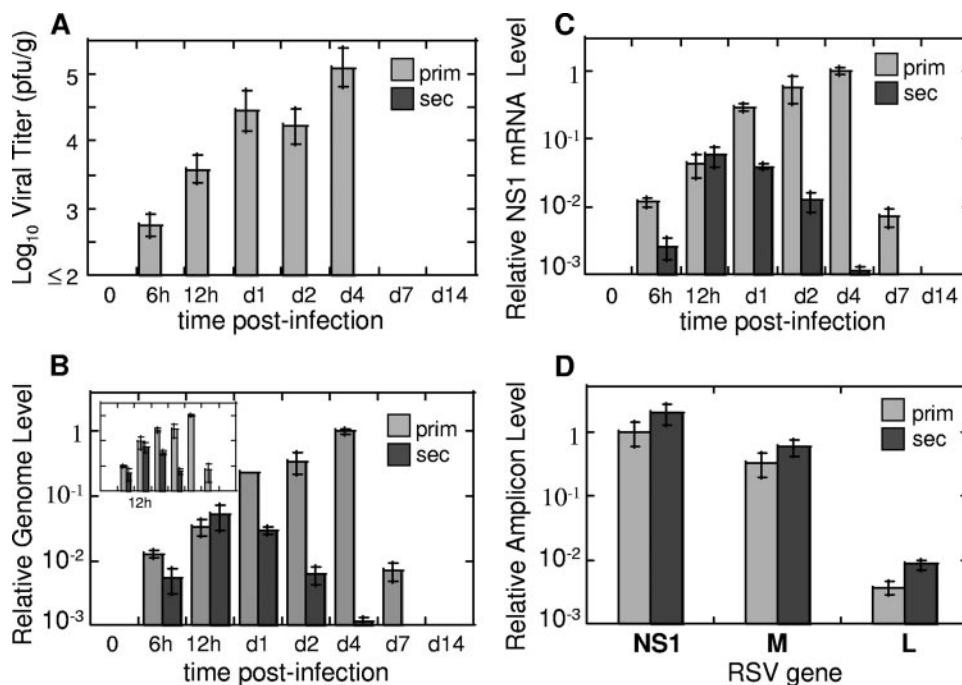 A
Log10 Viral Titer (pfu/g)
5
4
3
≤2
prim
sec
0 6h 12h d1 d2 d4 d7 d14
time post-infection
B
Relative Genome Level
1
10-1
10-2
10-3
12h
prim
sec
0 6h 12h d1 d2 d4 d7 d14
time post-infection
C
Relative NS1 mRNA Level
1
10-1
10-2
10-3
prim
sec
0 6h 12h d1 d2 d4 d7 d14
time post-infection
D
Relative Amplicon Level
1
10-1
10-2
10-3
prim
sec
NS1 M L
RSV gene